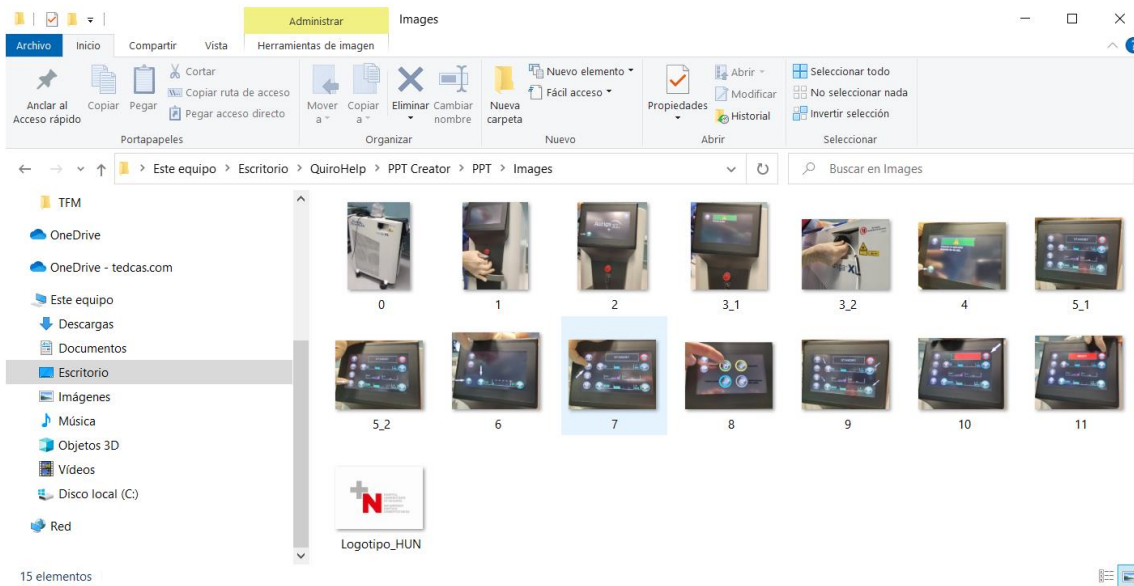 Administrar
Images
Archivo
Inicio
Compartir
Vista
Herramientas de imagen
Anclar al
Acceso rápido
Copiar
Pegar
Cortar
Copiar ruta de acceso
Pegar acceso directo
Portapapeles
Mover
a
Copiar
a
Eliminar
Cambiar
nombre
Organizar
Nueva
carpeta
Nuevo elemento
Fácil acceso
Nuevo
Propiedades
Abrir
Modificar
Historial
Abrir
Seleccionar todo
No seleccionar nada
Invertir selección
Seleccionar
Este equipo > Escritorio > QuiroHelp > PPT Creator > PPT > Images
Buscar en Images
TFM
OneDrive
OneDrive - tedcas.com
Este equipo
Descargas
Documentos
Escritorio
Imágenes
Música
Objetos 3D
Vídeos
Disco local (C:)
Red
0
1
2
3_1
3_2
4
5_1
5_2
6
7
8
9
10
11
N
Logotipo_HUN
15 elementos